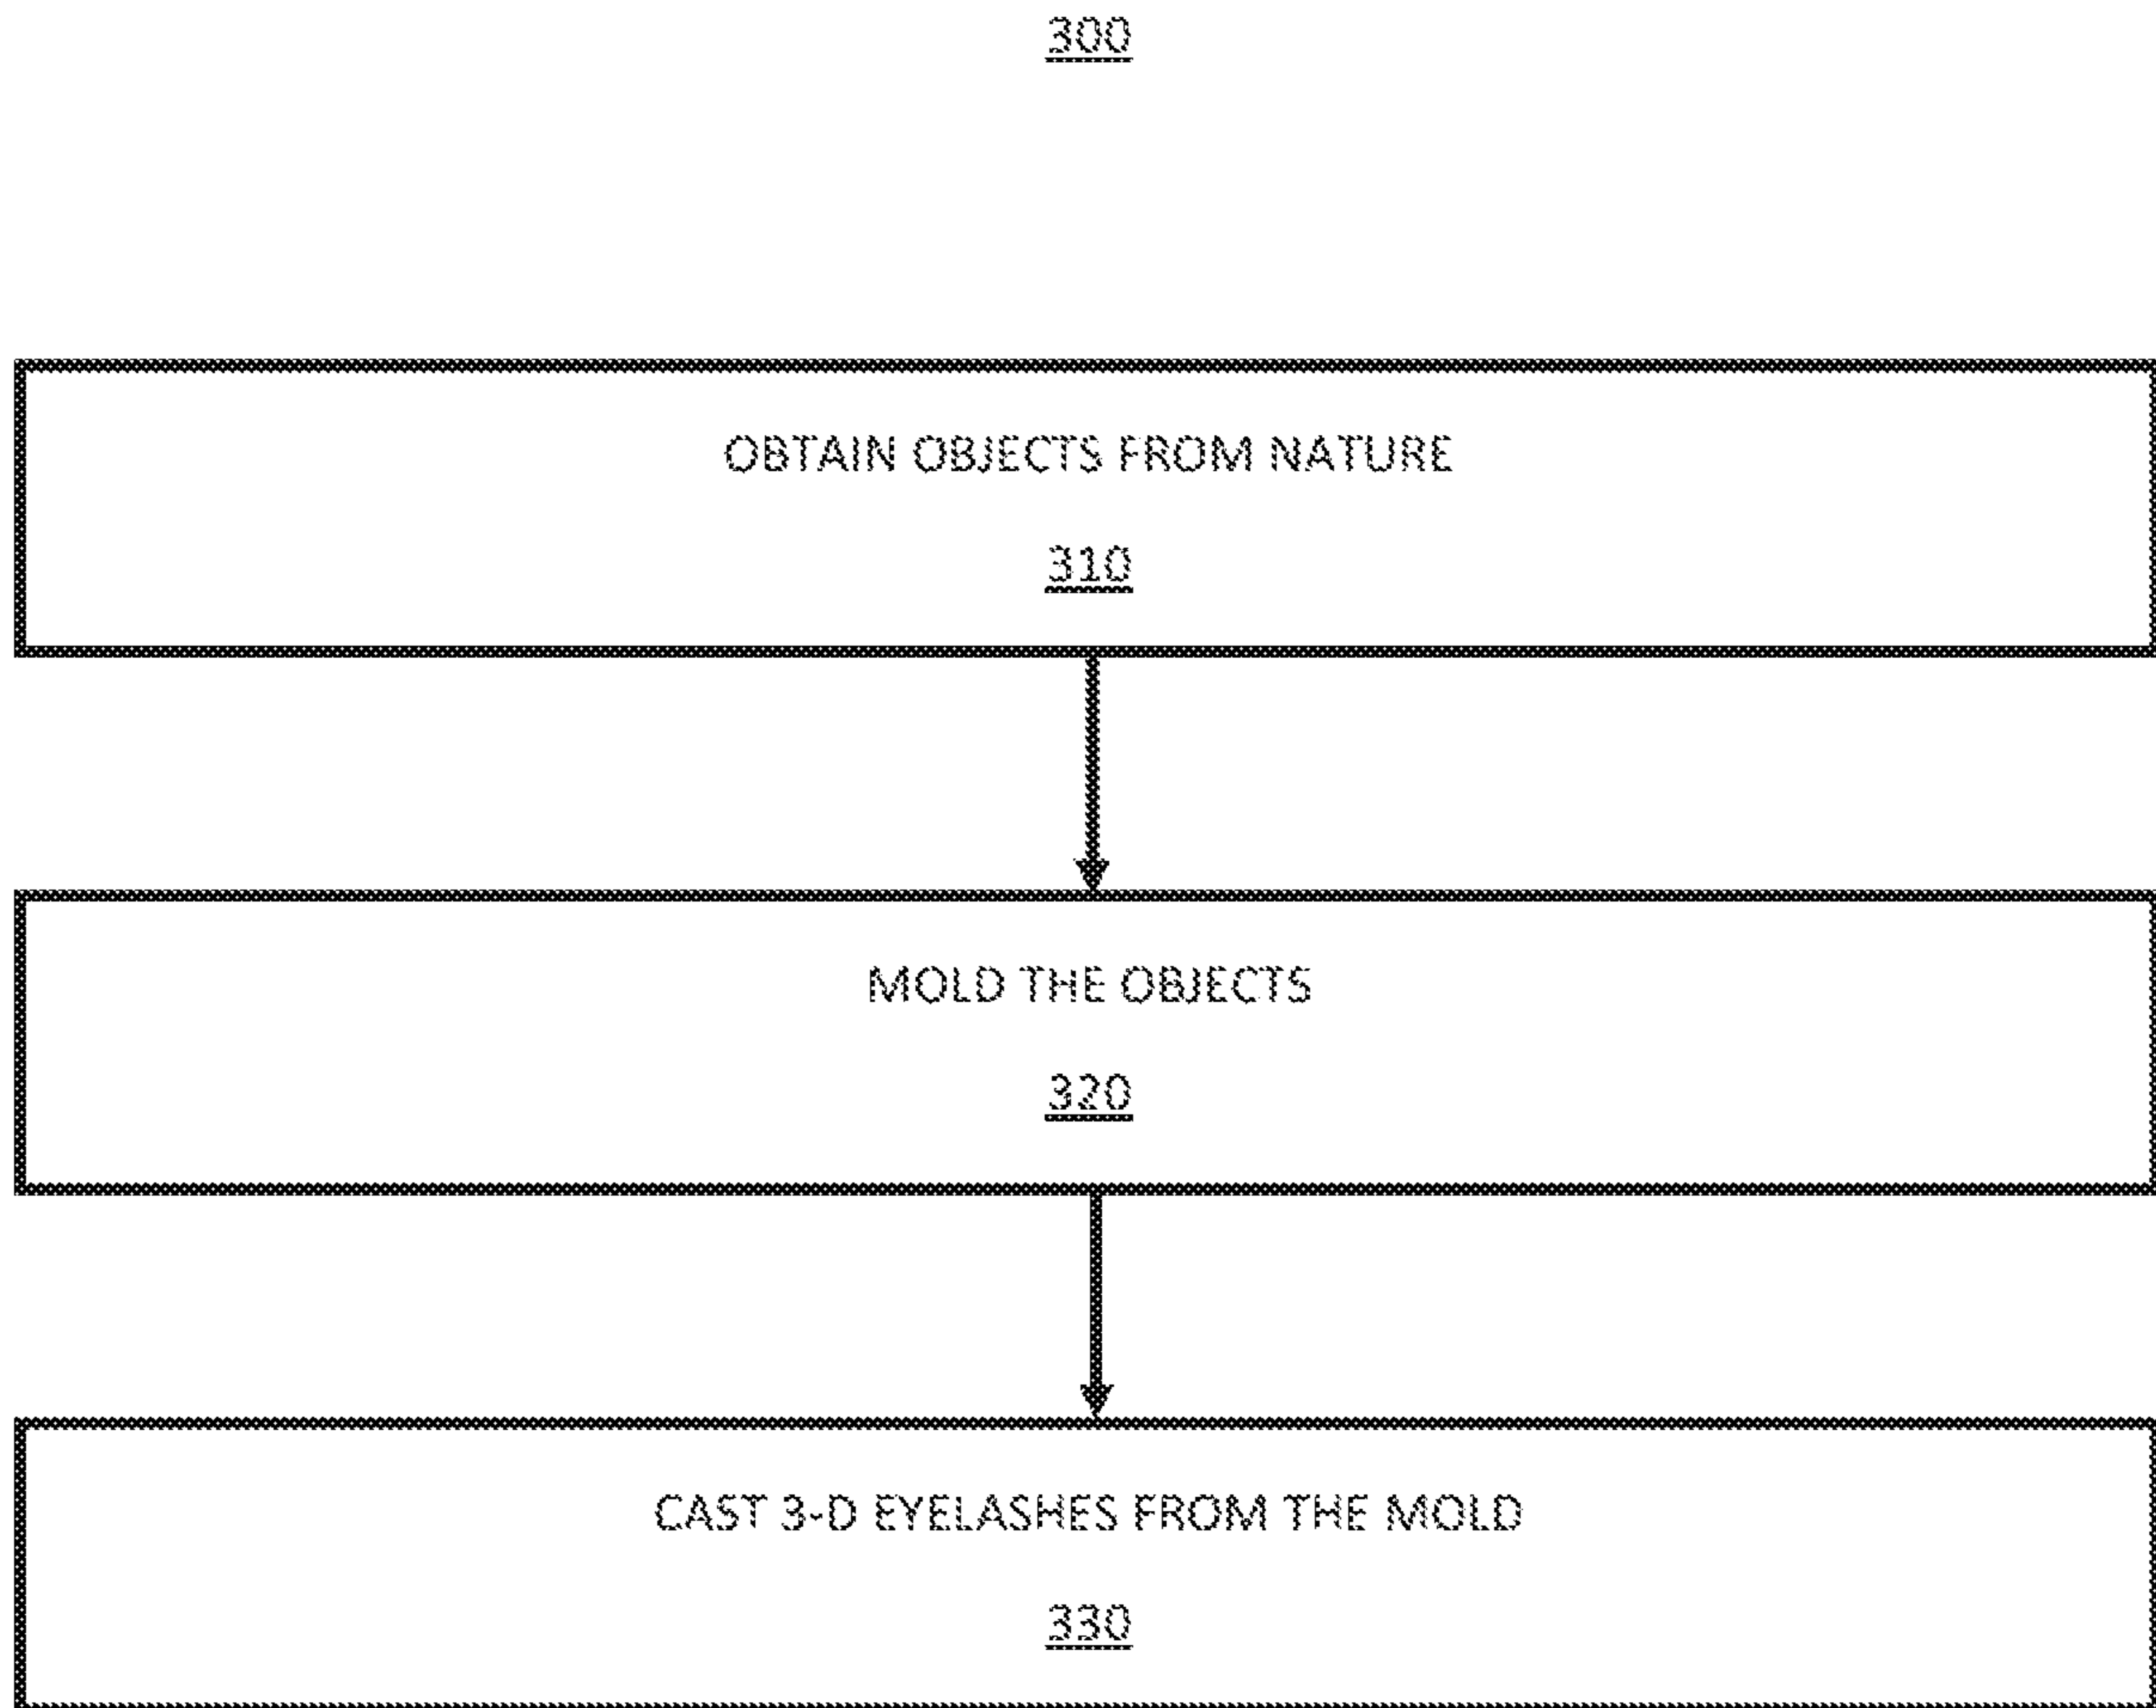 300
OBTAIN OBJECTS FROM NATURE
310
MOLD THE OBJECTS
320
CAST 3-D EYELASHES FROM THE MOLD
330